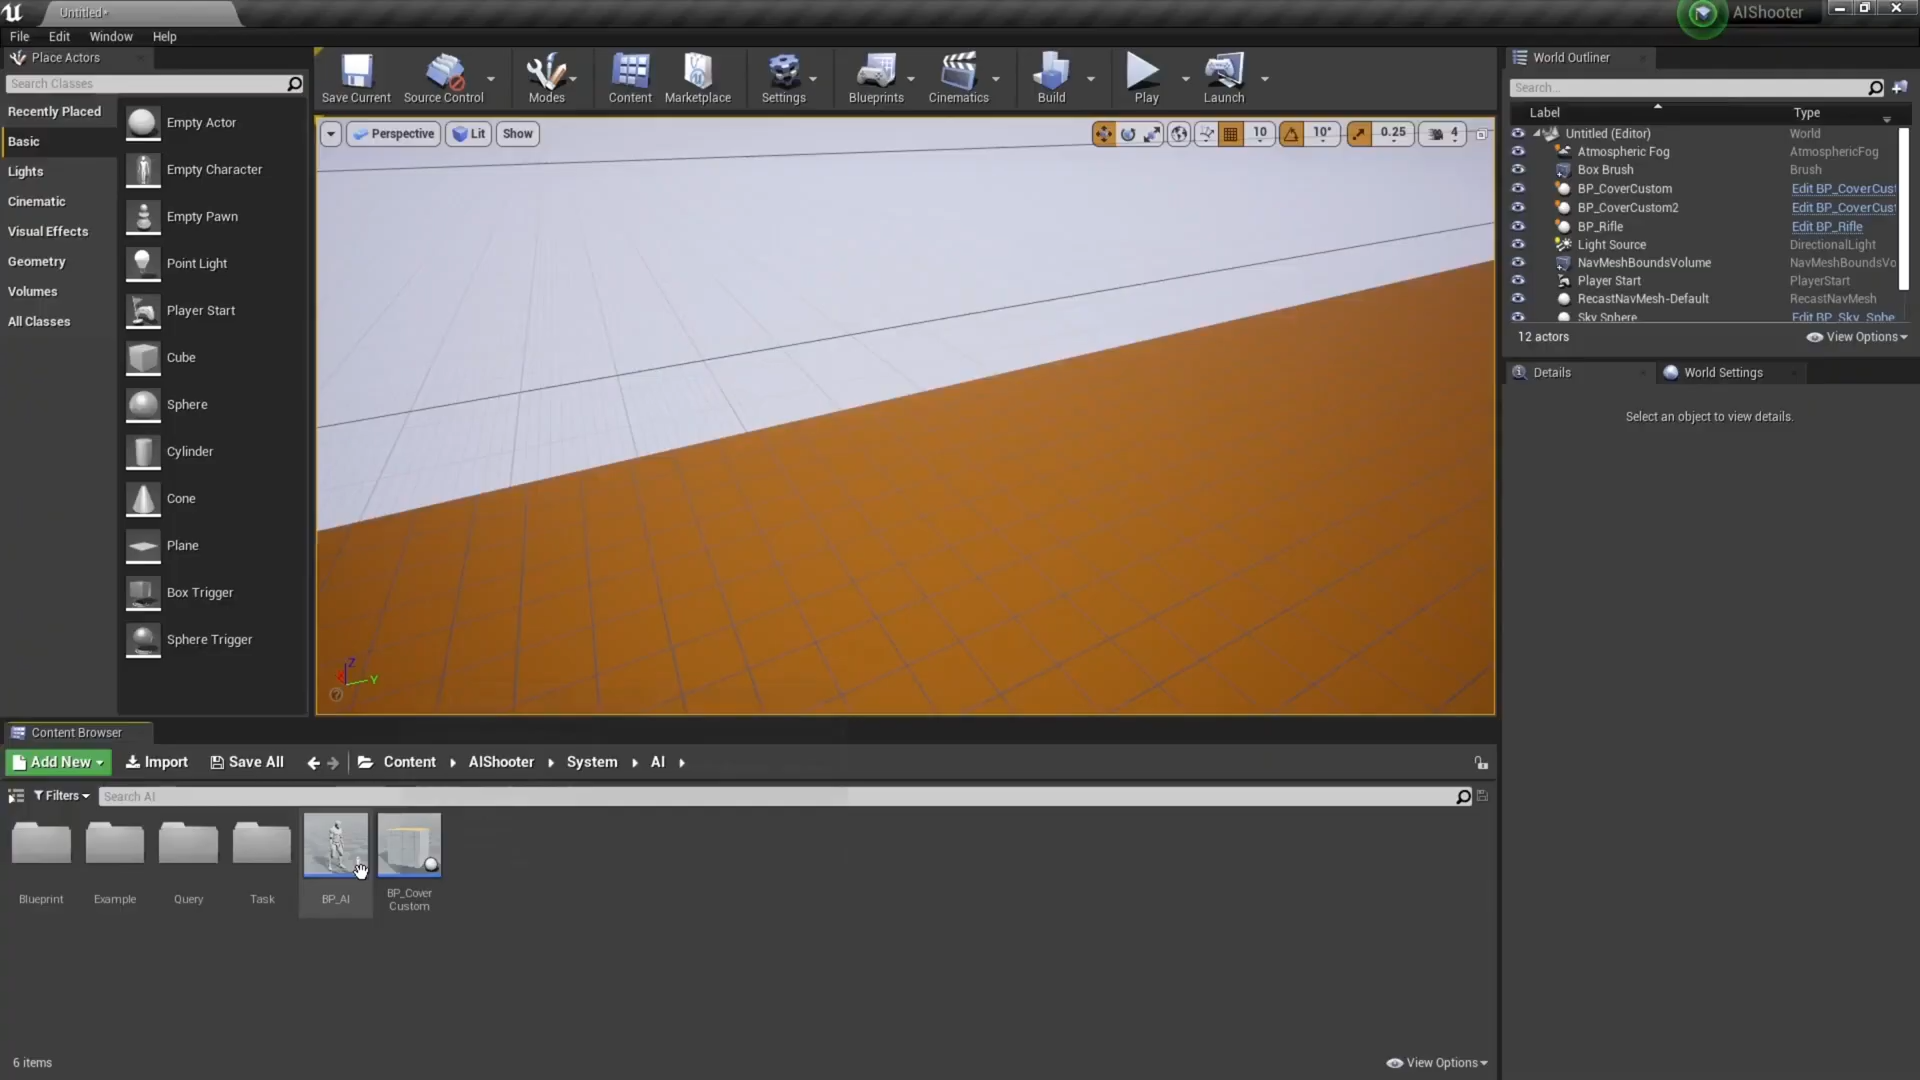 Untitled*
AIShooter
File Edit Window Help
Place Actors
Search Classes
Recently Placed
Basic
Lights
Cinematic
Visual Effects
Geometry
Volumes
All Classes
Empty Actor
Empty Character
Empty Pawn
Point Light
Player Start
Cube
Sphere
Cylinder
Cone
Plane
Box Trigger
Sphere Trigger
Save Current
Source Control
Modes
Content
Marketplace
Settings
Blueprints
Cinematics
Build
Play
Launch
Perspective
Lit
Show
10
10°
0.25
4
Z
Y
World Outliner
Search...
Label Type
Untitled (Editor) World
Atmospheric Fog AtmosphericFog
Box Brush Brush
BP_CoverCustom Edit BP_CoverCust
BP_CoverCustom2 Edit BP_CoverCust
BP_Rifle Edit BP_Rifle
Light Source DirectionalLight
NavMeshBoundsVolume NavMeshBoundsVo
Player Start PlayerStart
RecastNavMesh-Default RecastNavMesh
Sky Sphere Edit BP_Sky_Sphe
12 actors
View Options
Details
World Settings
Select an object to view details.
Content Browser
Add New
Import
Save All
Content
AIShooter
System
AI
Filters
Search AI
Blueprint
Example
Query
Task
BP_AI
BP_Cover
Custom
6 items
View Options